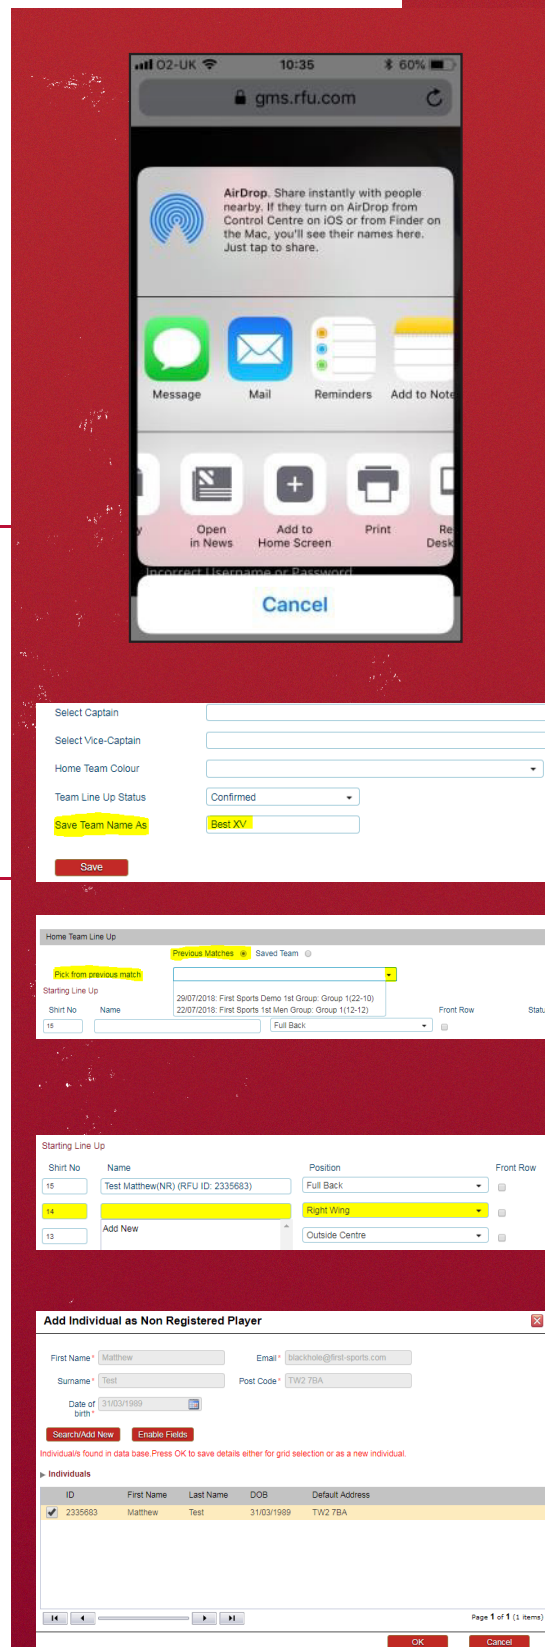 O2-UK 10:35 60%
gms.rfu.com
AirDrop. Share instantly with people
nearby. If they turn on AirDrop from
Control Centre on iOS or from Finder on
the Mac, you'll see their names here.
Just tap to share.
Message Mail Reminders Add to Note
y Open in News Add to Home Screen Print Re Desk
Incorrect Username or Password
Cancel
Select Captain
Select Vice-Captain
Home Team Colour
Team Line Up Status Confirmed
Save Team Name As Best XV
Save
Home Team Line Up
Previous Matches Saved Team
Pick from previous match
Starting Line Up
29/07/2018: First Sports Demo 1st Group: Group 1(22-10)
22/07/2018: First Sports 1st Men Group: Group 1(12-12)
Shirt No Name Front Row Statu
15 Full Back
Starting Line Up
Shirt No Name Position Front Row
15 Test Matthew(NR) (RFU ID: 2335683) Full Back
14 Right Wing
Add New
13 Outside Centre
Add Individual as Non Registered Player
First Name* Matthew Email* blackhole@first-sports.com
Surname* Test Post Code* TW2 7BA
Date of birth* 31/03/1989
Search/Add New Enable Fields
Individual/s found in data base.Press OK to save details either for grid selection or as a new individual.
Individuals
ID First Name Last Name DOB Default Address
2335683 Matthew Test 31/03/1989 TW2 7BA
Page 1 of 1 (1 items)
OK Cancel